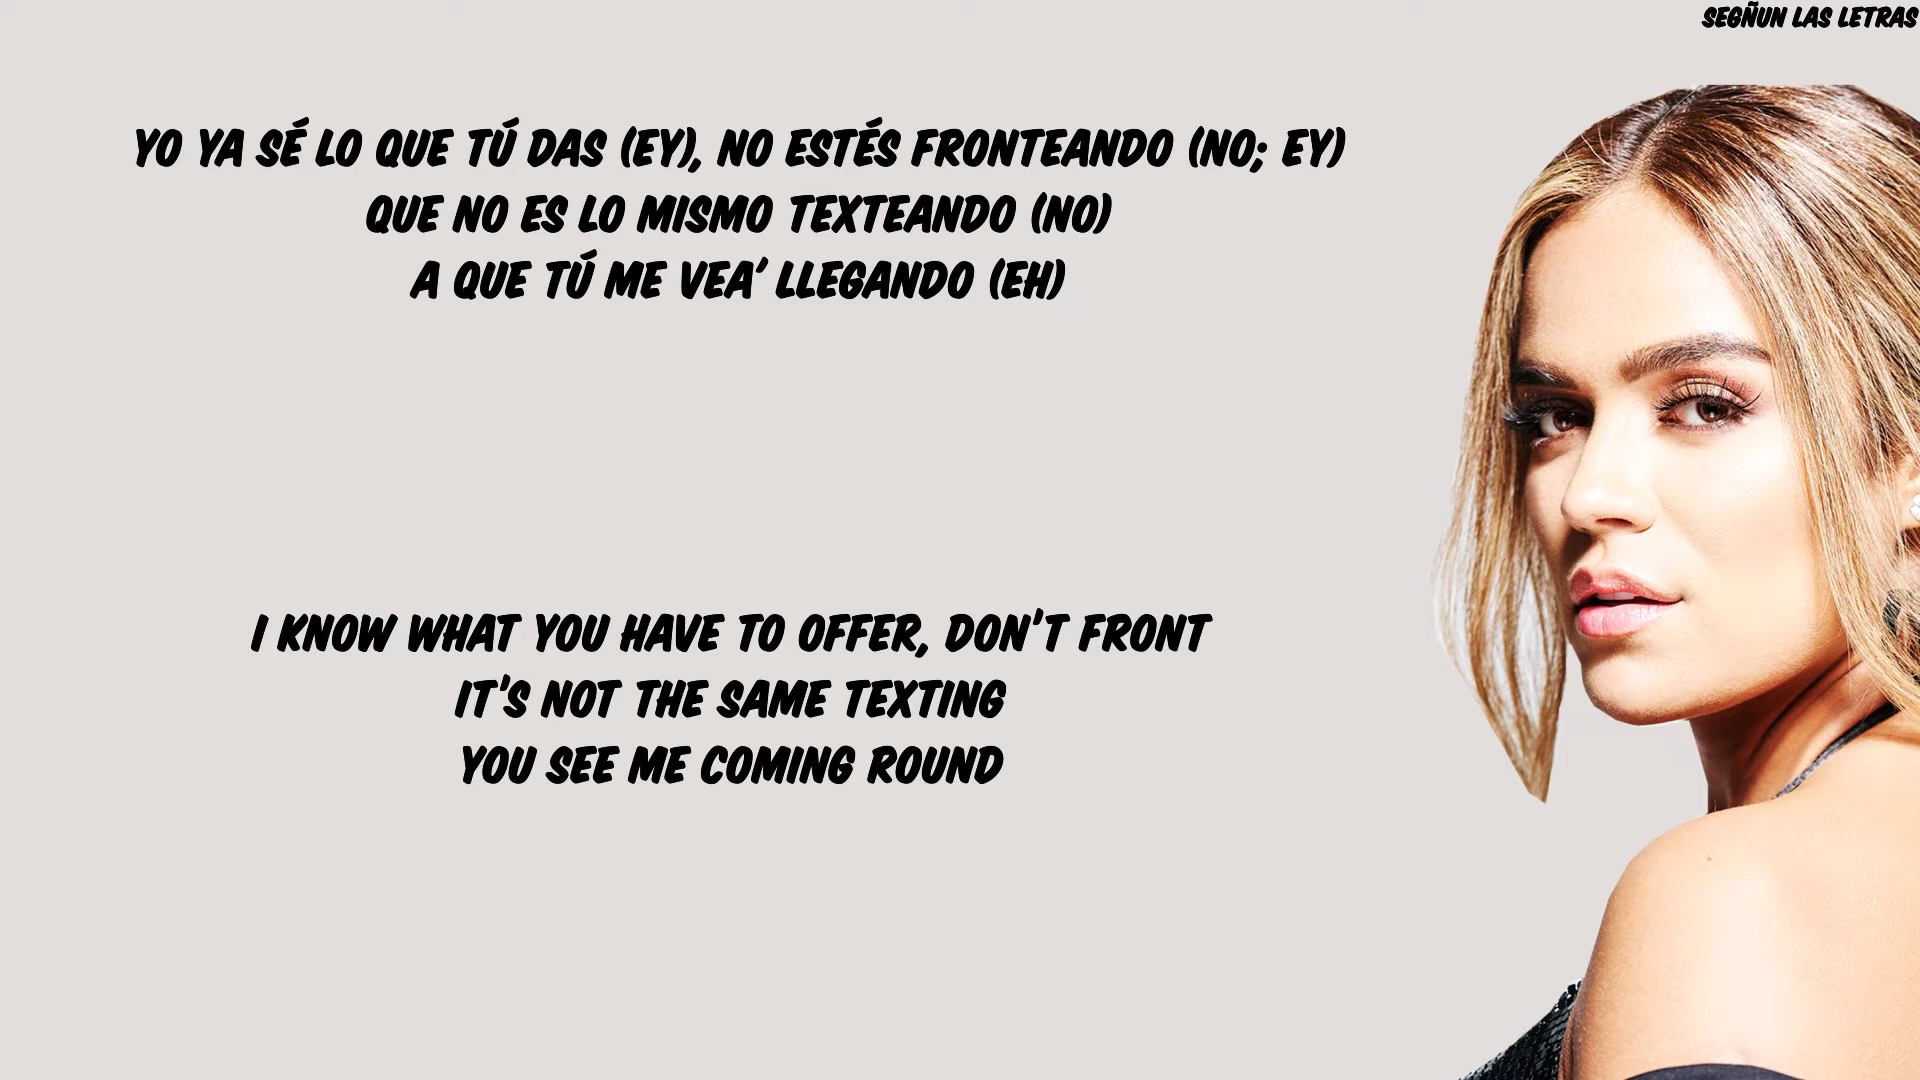 SEGÑUN LAS LETRAS
YO YA SÉ LO QUE TÚ DAS (EY), NO ESTÉS FRONTEANDO (NO; EY)
QUE NO ES LO MISMO TEXTEANDO (NO)
A QUE TÚ ME VEA' LLEGANDO (EH)
I KNOW WHAT YOU HAVE TO OFFER, DON'T FRONT
IT'S NOT THE SAME TEXTING
YOU SEE ME COMING ROUND